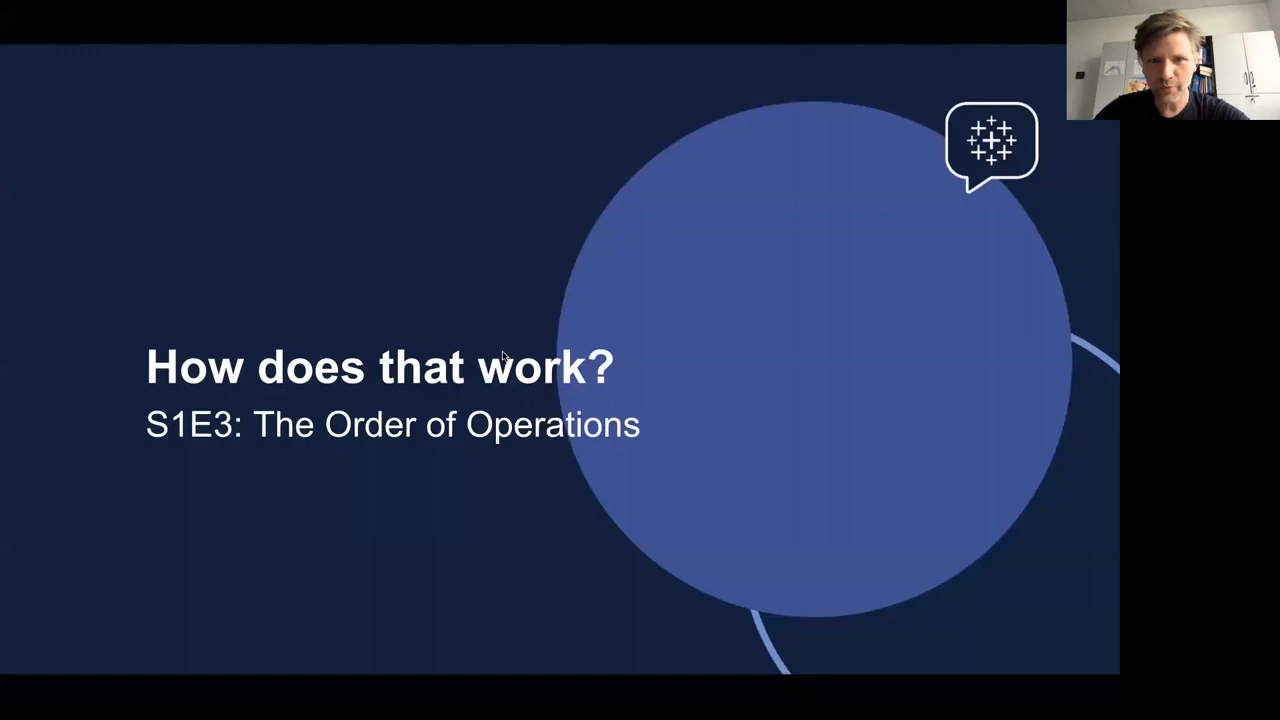 How does that work?
S1E3: The Order of Operations